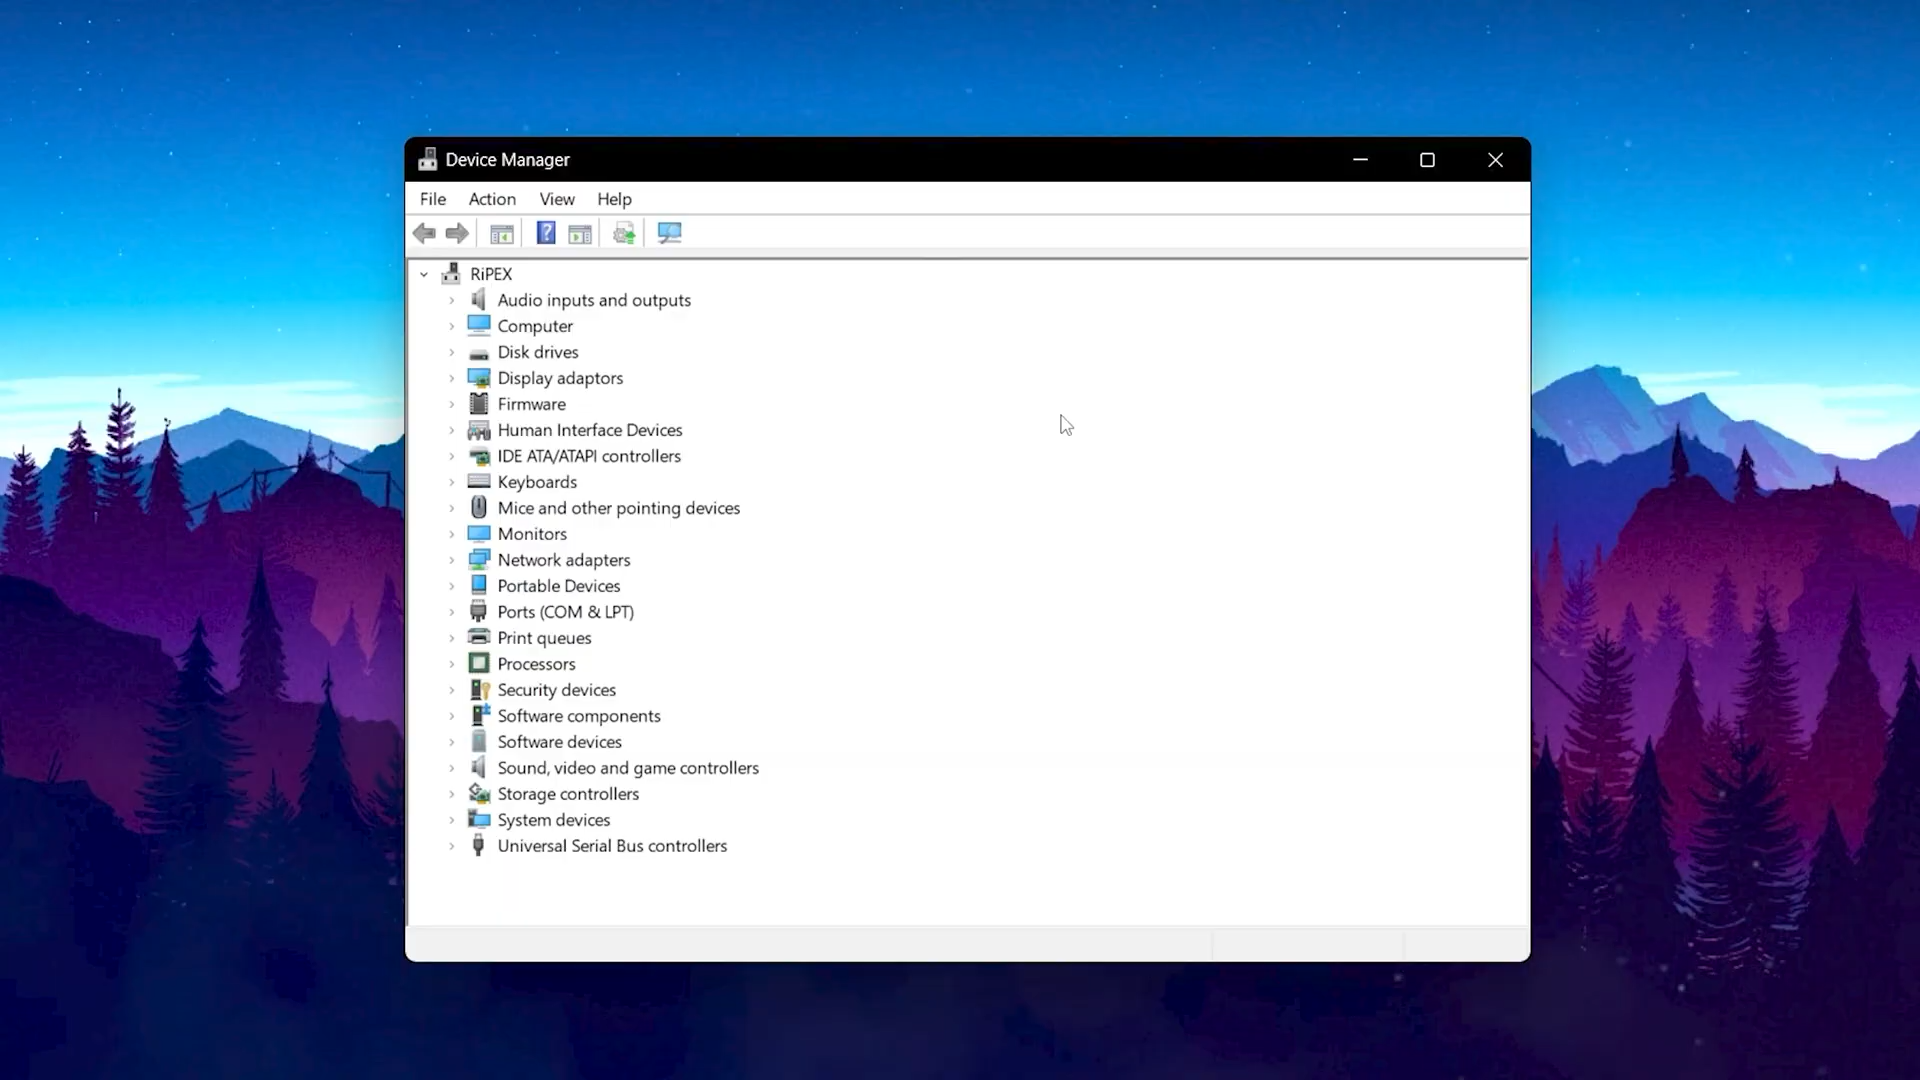 Device Manager
File Action View Help
RiPEX
Audio inputs and outputs
Computer
Disk drives
Display adaptors
Firmware
Human Interface Devices
IDE ATA/ATAPI controllers
Keyboards
Mice and other pointing devices
Monitors
Network adapters
Portable Devices
Ports (COM & LPT)
Print queues
Processors
Security devices
Software components
Software devices
Sound, video and game controllers
Storage controllers
System devices
Universal Serial Bus controllers